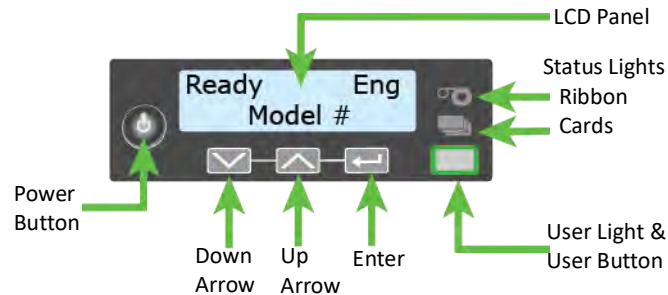 LCD Panel
Ready Eng
Model #
Status Lights
Ribbon
Cards
Power
Button
Down
Arrow
Up
Arrow
Enter
User Light &
User Button